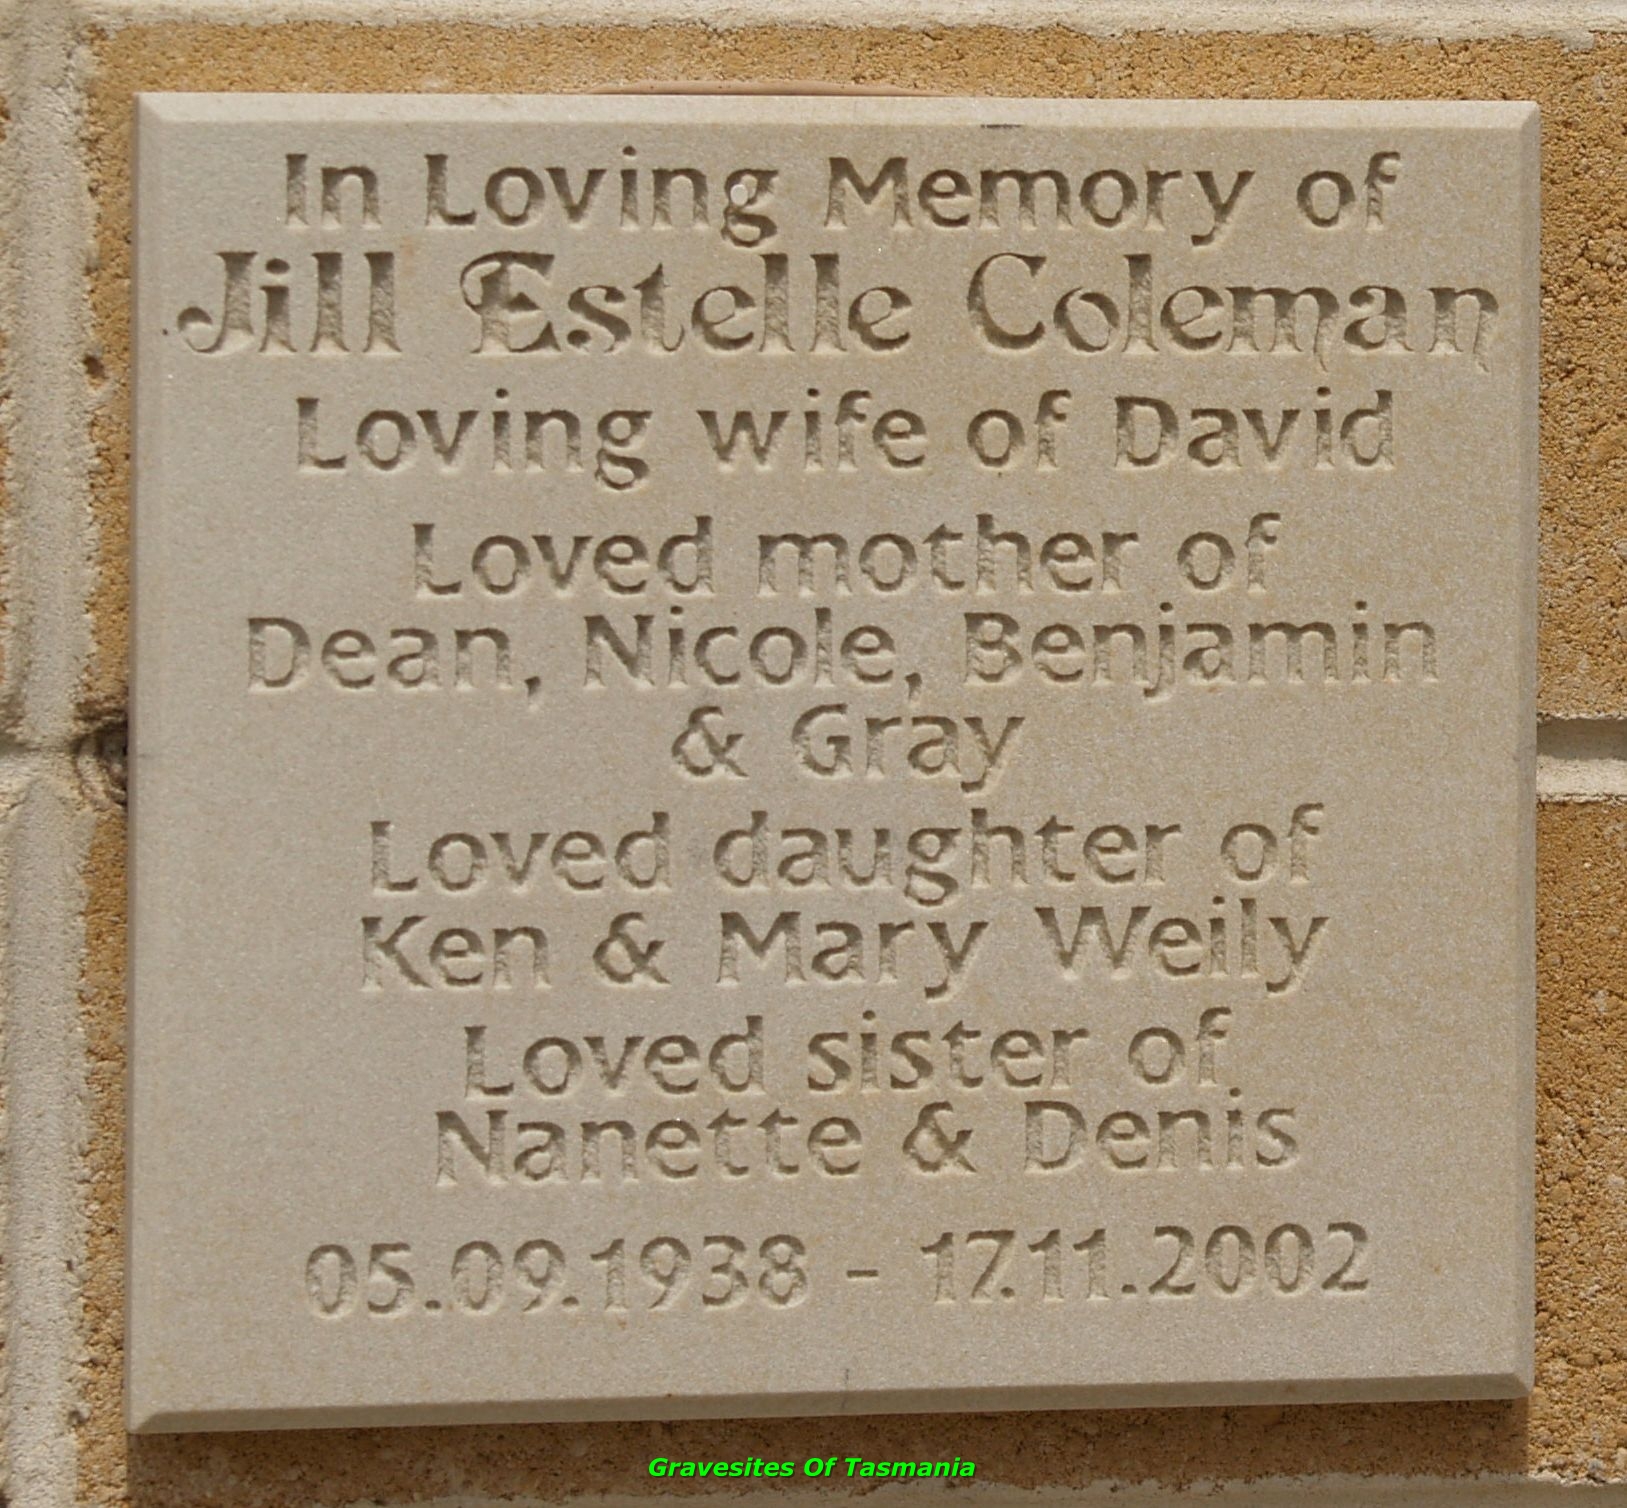 In Loving Memory of
Jill Estelle Coleman
Loving wife of David
Loved mother of
Dean, Nicole, Benjamin
& Gray
Loved daughter of
Ken & Mary Weily
Loved sister of
Nanette & Denis
05.09.1938 - 17.11.2002
Gravesites Of Tasmania